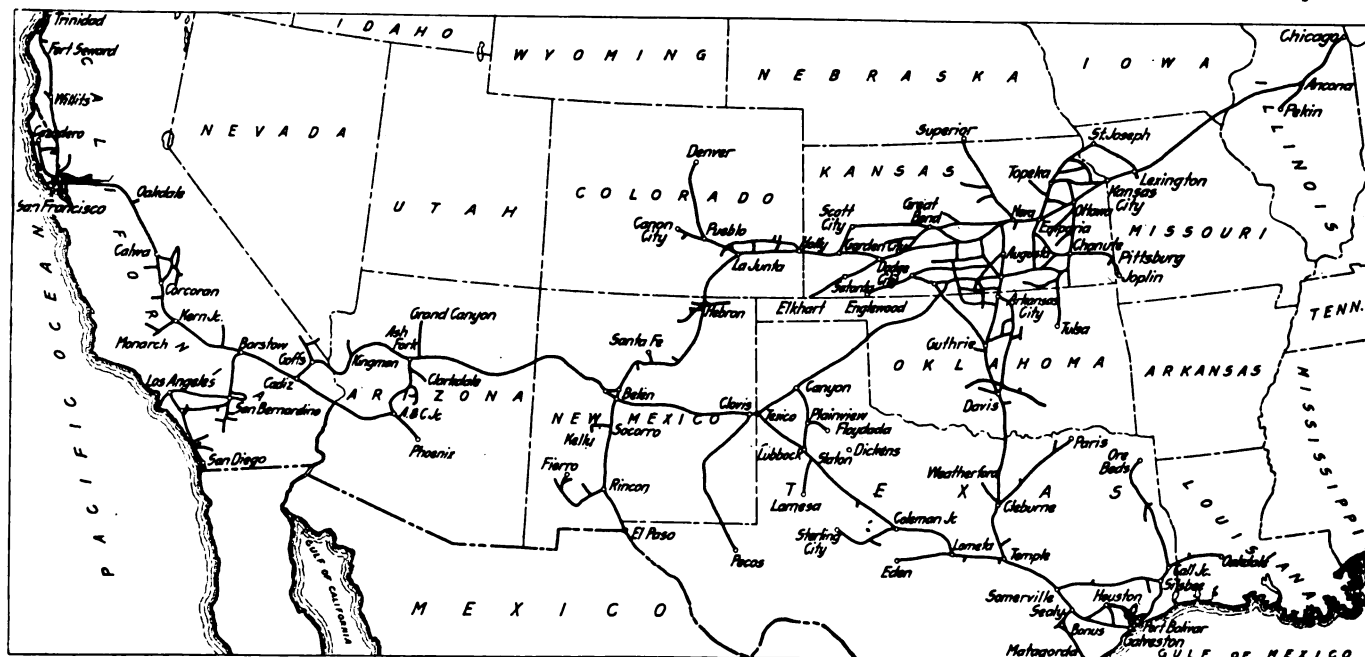 Trinidad
Fort Seward
Willits
Cazadero
San Francisco
Oakdale
Calwa
Corcoran
Kern Jc.
Monarch
Barstow
Goffs
Cadiz
Los Angeles
San Bernardino
San Diego
PACIFIC OCEAN
CALIFORNIA
NEVADA
IDAHO
UTAH
WYOMING
COLORADO
NEBRASKA
IOWA
ILLINOIS
KANSAS
MISSOURI
ARIZONA
NEW MEXICO
OKLAHOMA
ARKANSAS
TENN.
MISSISSIPPI
LOUISIANA
TEXAS
MEXICO
GULF OF CALIFORNIA
GULF OF MEXICO
Kingman
Ash Fork
Grand Canyon
Clarkdale
A.B.C. Jc.
Phoenix
Denver
Canon City
Pueblo
La Junta
Hebron
Santa Fe
Belen
Socorro
Kelly
Fierro
Rincon
El Paso
Clovis
Texico
Pecos
Holly
Scott City
Garden City
Great Bend
Dodge City
Satanta
Elkhart
Englewood
Superior
Topeka
St. Joseph
Lexington
Kansas City
Ottawa
Emporia
Nava
Augusta
Chanute
Pittsburg
Joplin
Arkansas City
Tulsa
Guthrie
Davis
Chicago
Ancona
Pekin
Canyon
Plainview
Floydada
Dickens
Lubbock
Slaton
Lamesa
Sterling City
Coleman Jc
Eden
Lometa
Temple
Weatherford
Cleburne
Paris
Ore Beds
Somerville
Sealy
Bonus
Matagorda
Houston
Port Bolivar
Galveston
Call Jc.
Silsbee
Oakdale